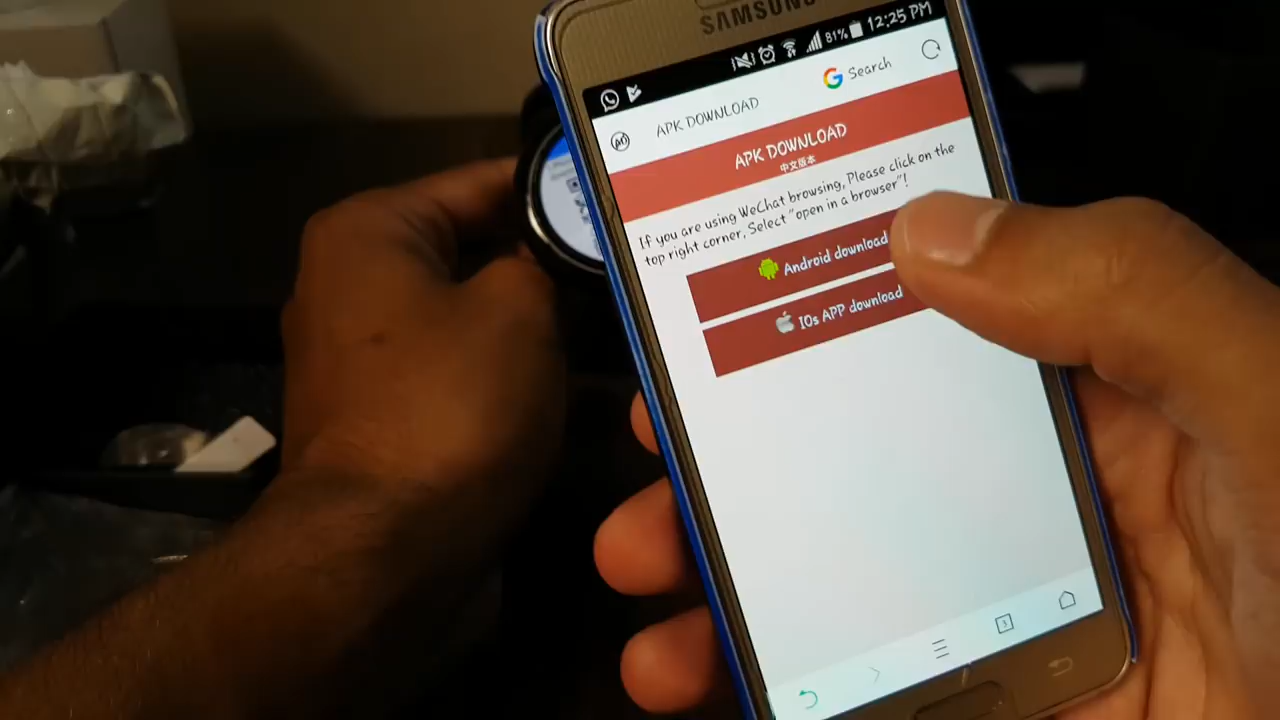 SAMSUNG
81% 12:25 PM
Search
APK DOWNLOAD
APK DOWNLOAD
中文版本
If you are using WeChat browsing, Please click on the
top right corner, Select "open in a browser"!
Android download
IOs APP download